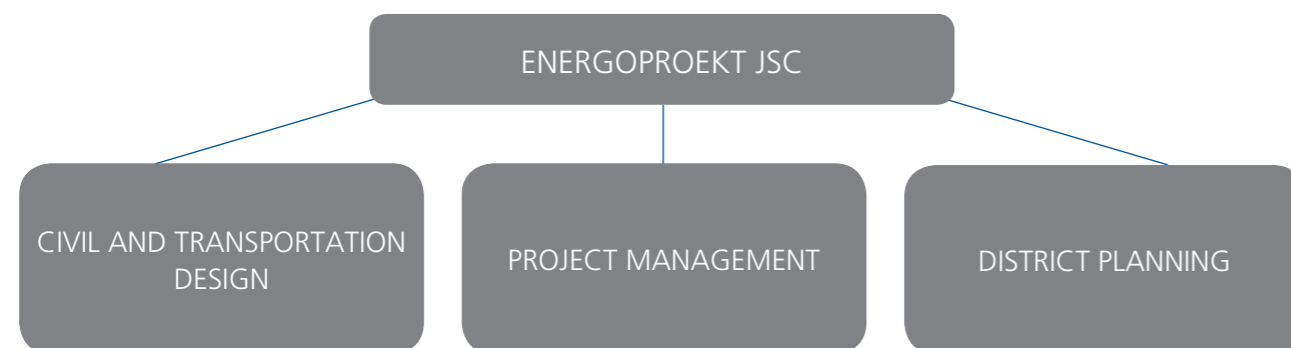 ENERGOPROEKT JSC
CIVIL AND TRANSPORTATION
DESIGN
PROJECT MANAGEMENT
DISTRICT PLANNING